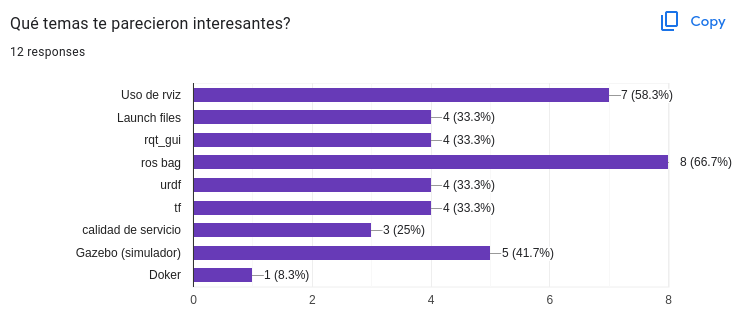 Qué temas te parecieron interesantes?
Copy
12 responses
Uso de rviz 7 (58.3%)
Launch files 4 (33.3%)
rqt_gui 4 (33.3%)
ros bag 8 (66.7%)
urdf 4 (33.3%)
tf 4 (33.3%)
calidad de servicio 3 (25%)
Gazebo (simulador) 5 (41.7%)
Doker 1 (8.3%)
0 2 4 6 8